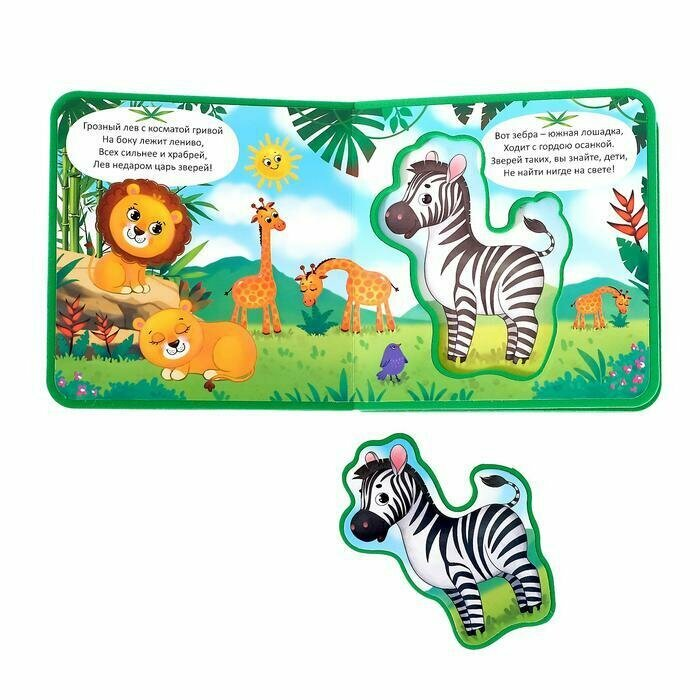 Грозный лев с косматой гривой
На боку лежит лениво,
Всех сильнее и храбрей,
Лев недаром царь зверей!
Вот зебра – южная лошадка,
Ходит с гордою осанкой.
Зверей таких, вы знайте, дети,
Не найти нигде на свете!